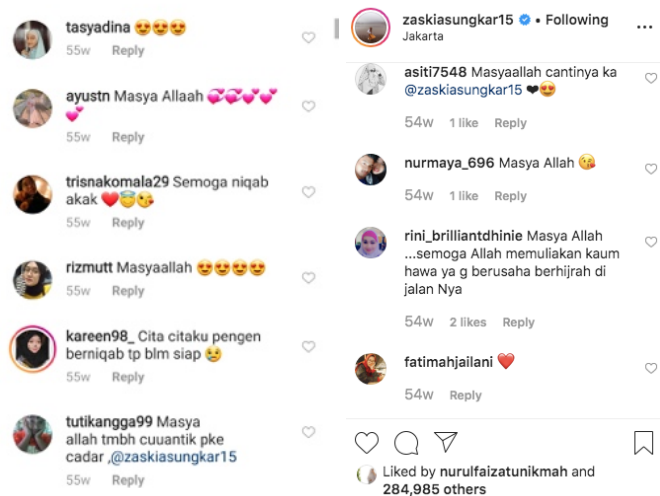 tasyadina 😍😍😍
55w Reply
ayustn Masya Allaah 💞💞💕💕
💕
55w Reply
trisnakomala29 Semoga niqab
akak ❤️😇😘
55w Reply
rizmutt Masyaallah 😍😍😍😍
55w Reply
kareen98_ Cita citaku pengen
berniqab tp blm siap 😢
55w Reply
tutikangga99 Masya
allah tmbh cuuantik pke
cadar ,@zaskiasungkar15
55w Reply
zaskiasungkar15 • Following
Jakarta
asiti7548 Masyaallah cantinya ka
@zaskiasungkar15 ❤😍
54w 1 like Reply
nurmaya_696 Masya Allah 😘
54w 1 like Reply
rini_brilliantdhinie Masya Allah
...semoga Allah memuliakan kaum
hawa ya g berusaha berhijrah di
jalan Nya
54w 2 likes Reply
fatimahjailani ❤️
54w Reply
Liked by nurulfaizatunikmah and
284,985 others